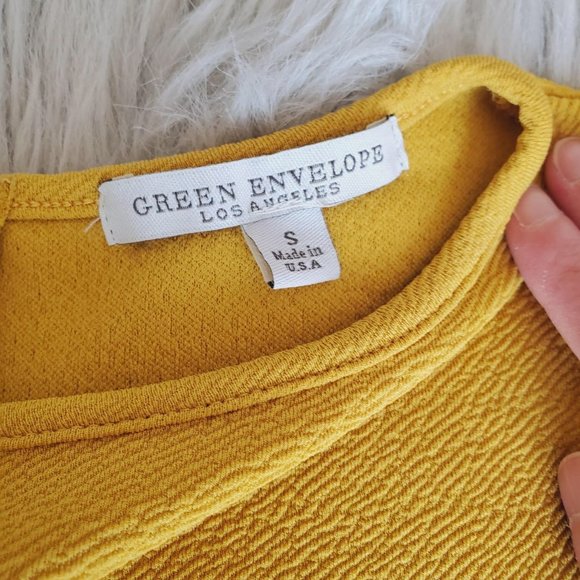 GREEN ENVELOPE
LOS ANGELES
S
Made in
U.S.A